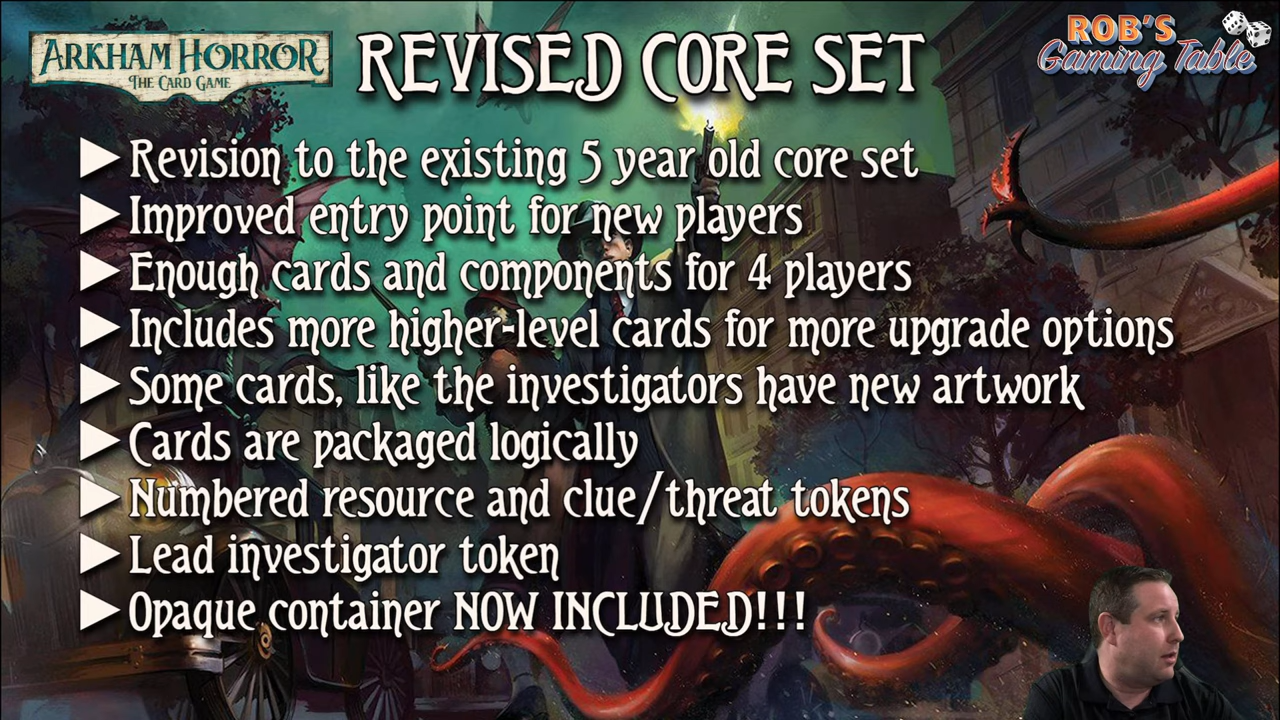 ARKHAM HORROR
THE CARD GAME
REVISED CORE SET
ROB'S
Gaming Table
Revision to the existing 5 year old core set
Improved entry point for new players
Enough cards and components for 4 players
Includes more higher-level cards for more upgrade options
Some cards, like the investigators have new artwork
Cards are packaged logically
Numbered resource and clue/threat tokens
Lead investigator token
Opaque container NOW INCLUDED!!!